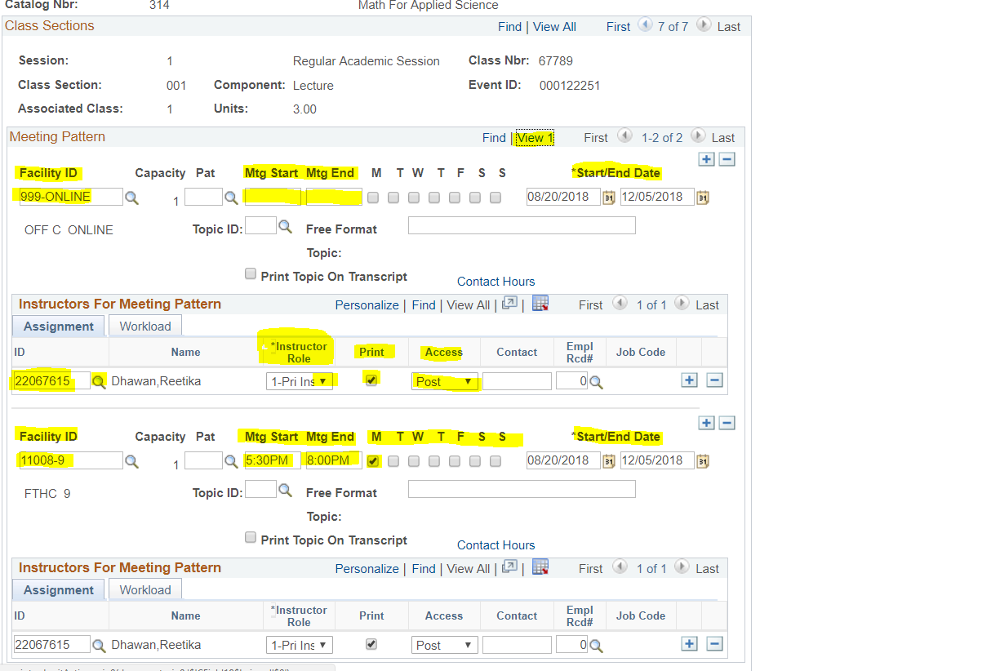 Catalog Nbr: 314 Math For Applied Science
Class Sections Find | View All First 7 of 7 Last
Session: 1 Regular Academic Session Class Nbr: 67789
Class Section: 001 Component: Lecture Event ID: 000122251
Associated Class: 1 Units: 3.00
Meeting Pattern Find | View 1 First 1-2 of 2 Last
Facility ID Capacity Pat Mtg Start Mtg End M T W T F S S *Start/End Date
999-ONLINE 1 08/20/2018 31 12/05/2018 31
OFF C ONLINE Topic ID: Free Format
Topic:
Print Topic On Transcript Contact Hours
Instructors For Meeting Pattern Personalize | Find | View All | | First 1 of 1 Last
Assignment Workload
ID Name *Instructor Role Print Access Contact Empl Rcd# Job Code
22067615 Dhawan,Reetika 1-Pri Ins Post 0
Facility ID Capacity Pat Mtg Start Mtg End M T W T F S S *Start/End Date
11008-9 1 5:30PM 8:00PM 08/20/2018 31 12/05/2018 31
FTHC 9 Topic ID: Free Format
Topic:
Print Topic On Transcript Contact Hours
Instructors For Meeting Pattern Personalize | Find | View All | | First 1 of 1 Last
Assignment Workload
ID Name *Instructor Role Print Access Contact Empl Rcd# Job Code
22067615 Dhawan,Reetika 1-Pri Ins Post 0